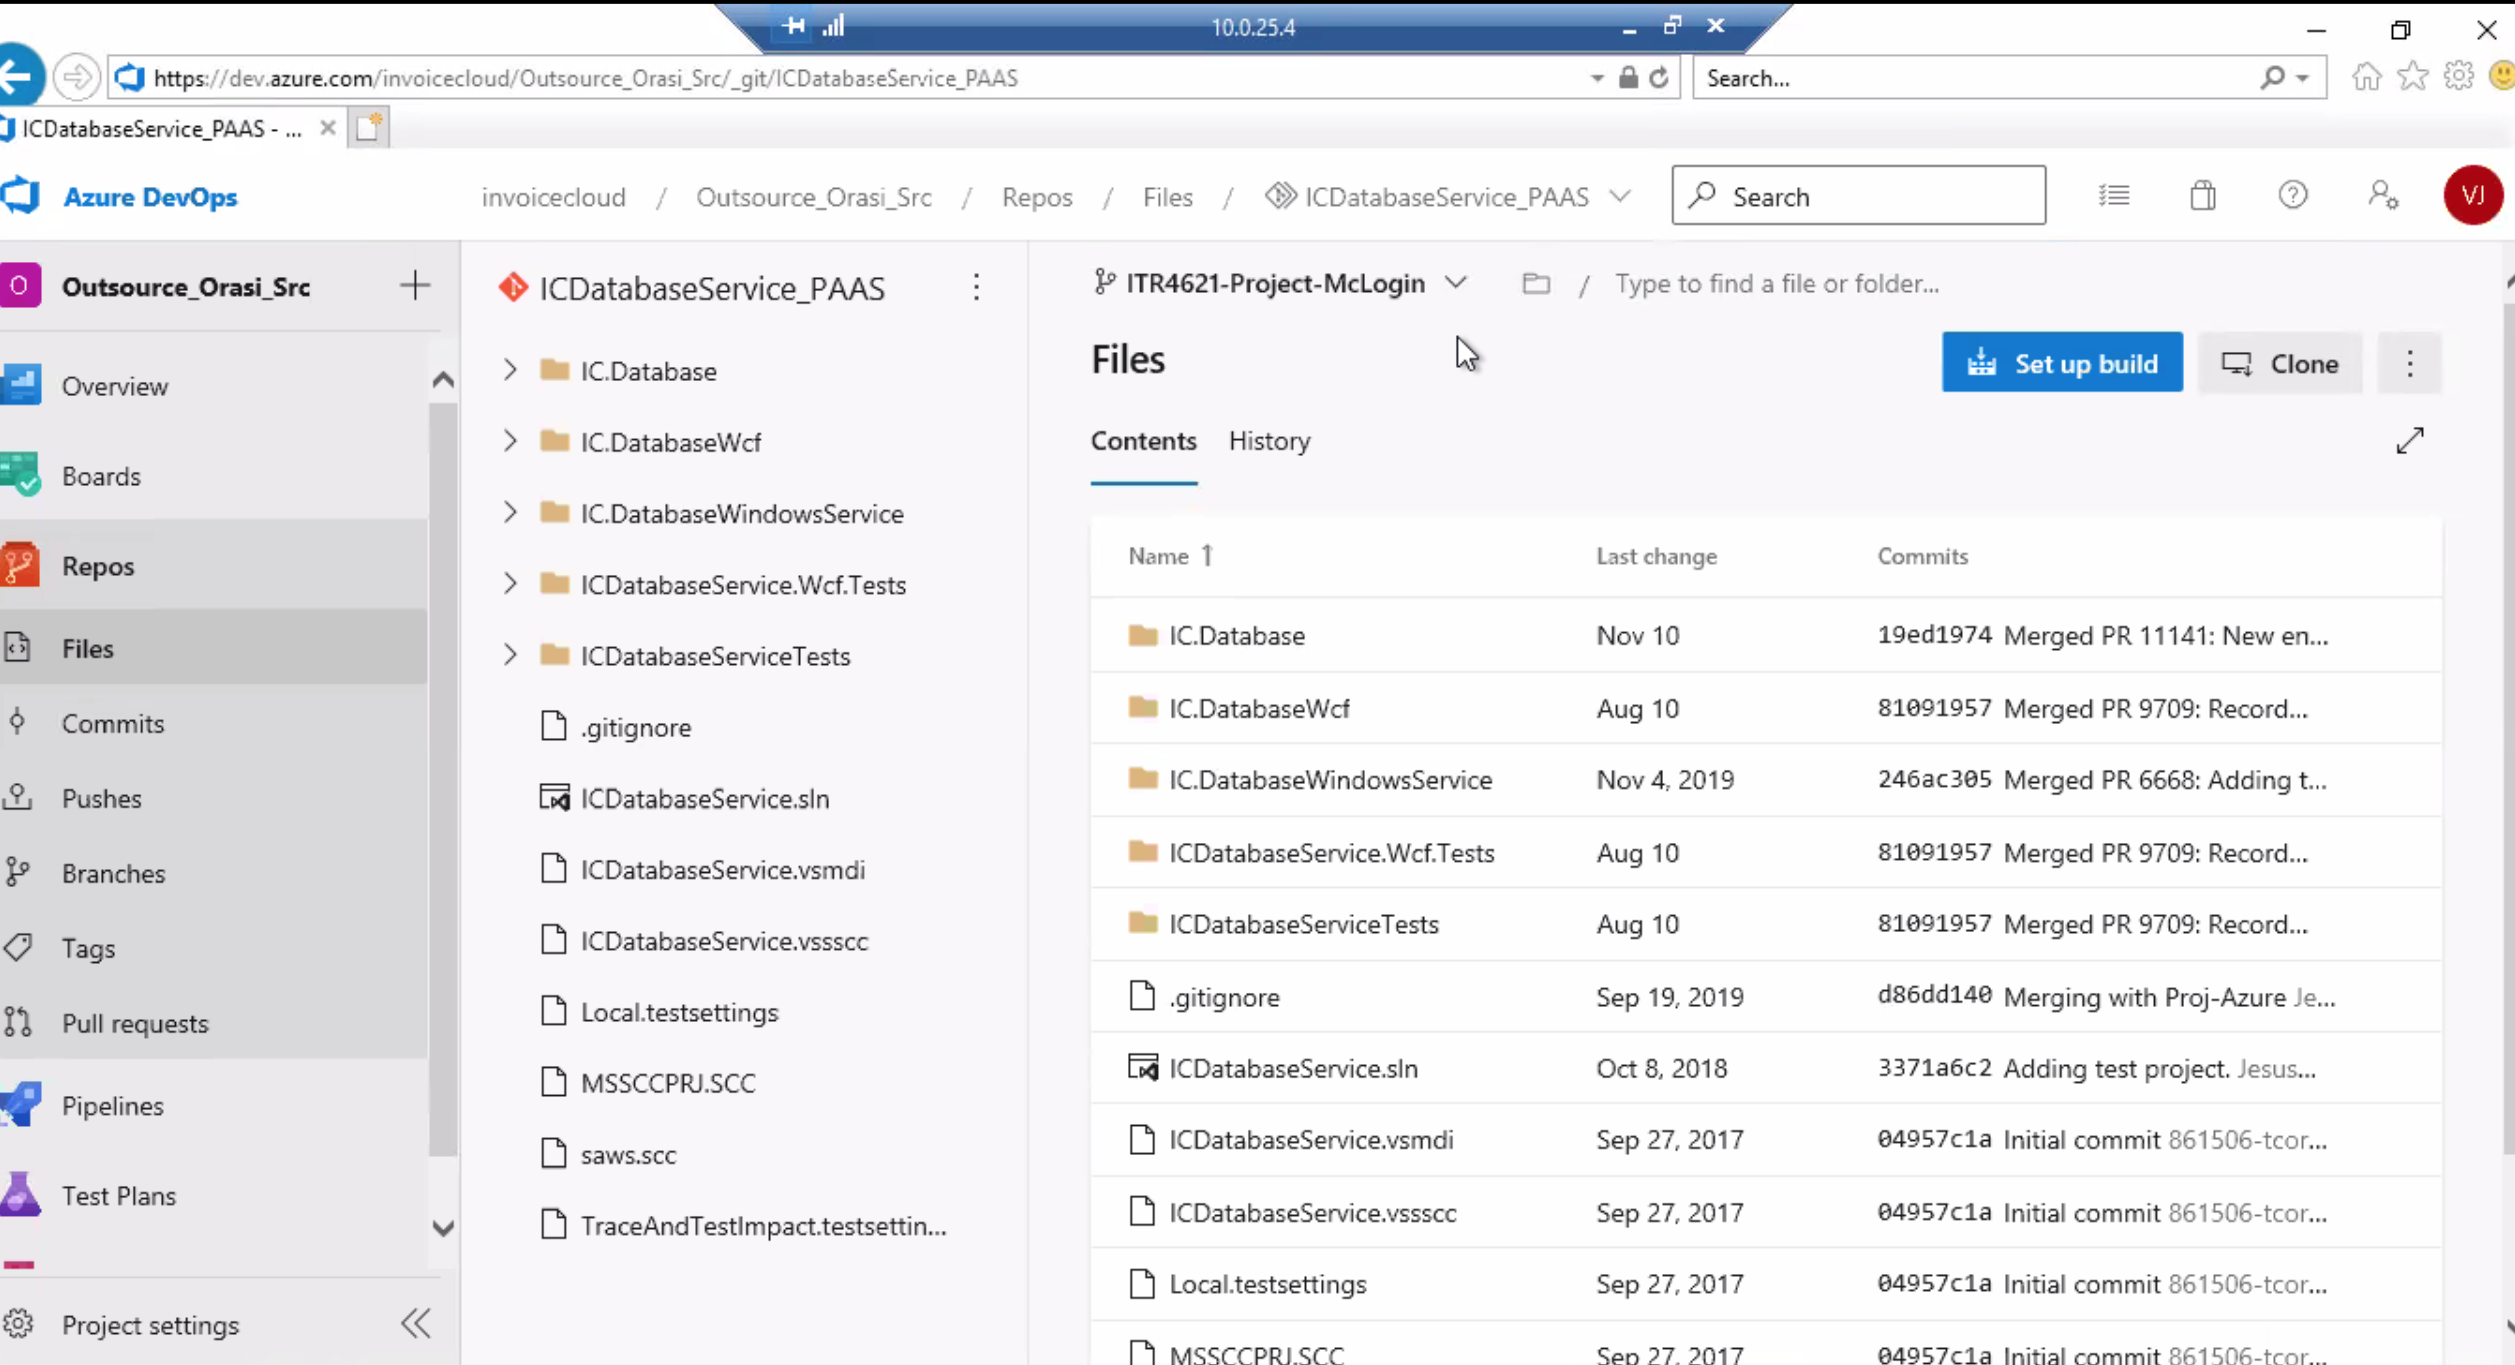 10.0.25.4
https://dev.azure.com/invoicecloud/Outsource_Orasi_Src/_git/ICDatabaseService_PAAS
Search...
ICDatabaseService_PAAS - ...
Azure DevOps
invoicecloud / Outsource_Orasi_Src / Repos / Files / ICDatabaseService_PAAS
Search
VJ
O
Outsource_Orasi_Src
Overview
Boards
Repos
Files
Commits
Pushes
Branches
Tags
Pull requests
Pipelines
Test Plans
Project settings
ICDatabaseService_PAAS
IC.Database
IC.DatabaseWcf
IC.DatabaseWindowsService
ICDatabaseService.Wcf.Tests
ICDatabaseServiceTests
.gitignore
ICDatabaseService.sln
ICDatabaseService.vsmdi
ICDatabaseService.vssscc
Local.testsettings
MSSCCPRJ.SCC
saws.scc
TraceAndTestImpact.testsettin...
ITR4621-Project-McLogin / Type to find a file or folder...
Files
Set up build
Clone
Contents History
Name Last change Commits
IC.Database Nov 10 19ed1974 Merged PR 11141: New en...
IC.DatabaseWcf Aug 10 81091957 Merged PR 9709: Record...
IC.DatabaseWindowsService Nov 4, 2019 246ac305 Merged PR 6668: Adding t...
ICDatabaseService.Wcf.Tests Aug 10 81091957 Merged PR 9709: Record...
ICDatabaseServiceTests Aug 10 81091957 Merged PR 9709: Record...
.gitignore Sep 19, 2019 d86dd140 Merging with Proj-Azure Je...
ICDatabaseService.sln Oct 8, 2018 3371a6c2 Adding test project. Jesus...
ICDatabaseService.vsmdi Sep 27, 2017 04957c1a Initial commit 861506-tcor...
ICDatabaseService.vssscc Sep 27, 2017 04957c1a Initial commit 861506-tcor...
Local.testsettings Sep 27, 2017 04957c1a Initial commit 861506-tcor...
MSSCCPRJ.SCC Sep 27, 2017 04957c1a Initial commit 861506-tcor...